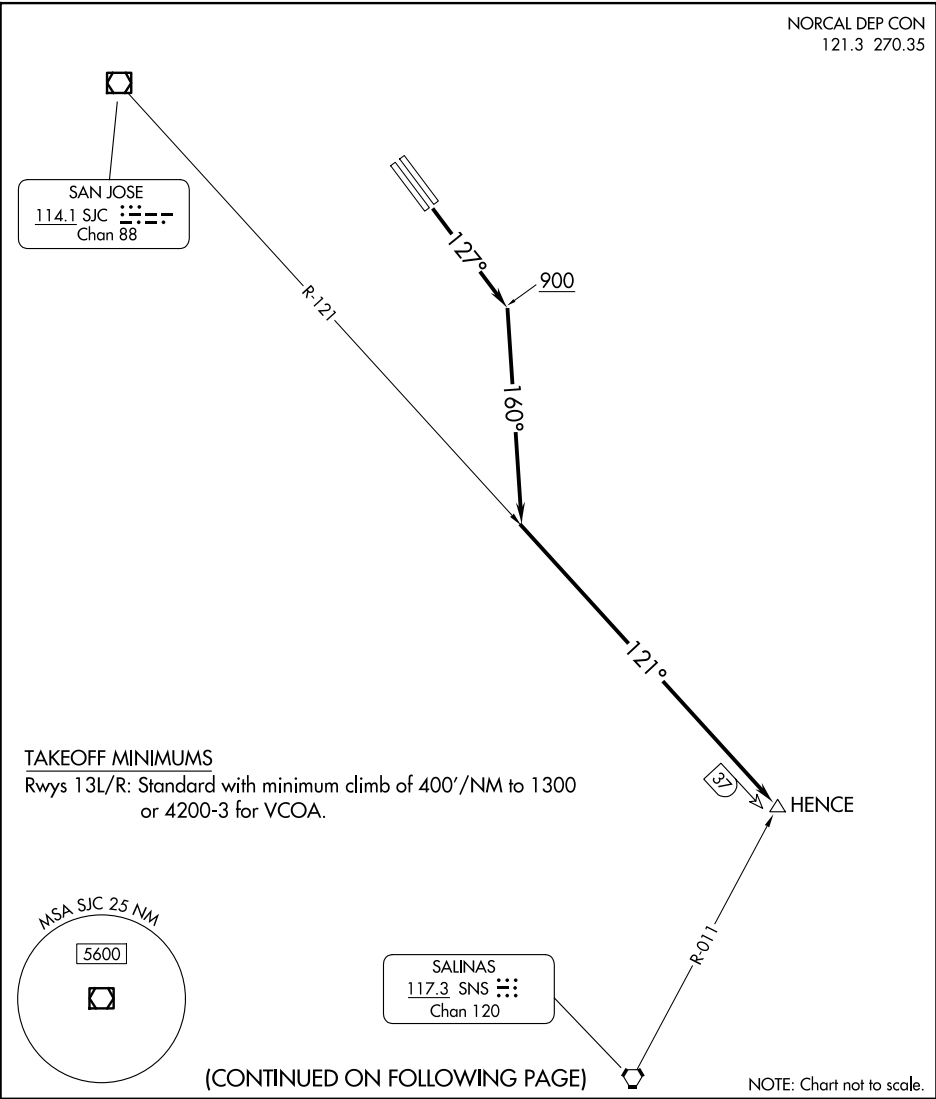 NORCAL DEP CON
121.3 270.35
SAN JOSE
114.1 SJC
Chan 88
R-121
127°
900
160°
121°
TAKEOFF MINIMUMS
Rwys 13L/R: Standard with minimum climb of 400'/NM to 1300
or 4200-3 for VCOA.
37
HENCE
MSA SJC 25 NM
5600
R-011
SALINAS
117.3 SNS
Chan 120
(CONTINUED ON FOLLOWING PAGE)
NOTE: Chart not to scale.